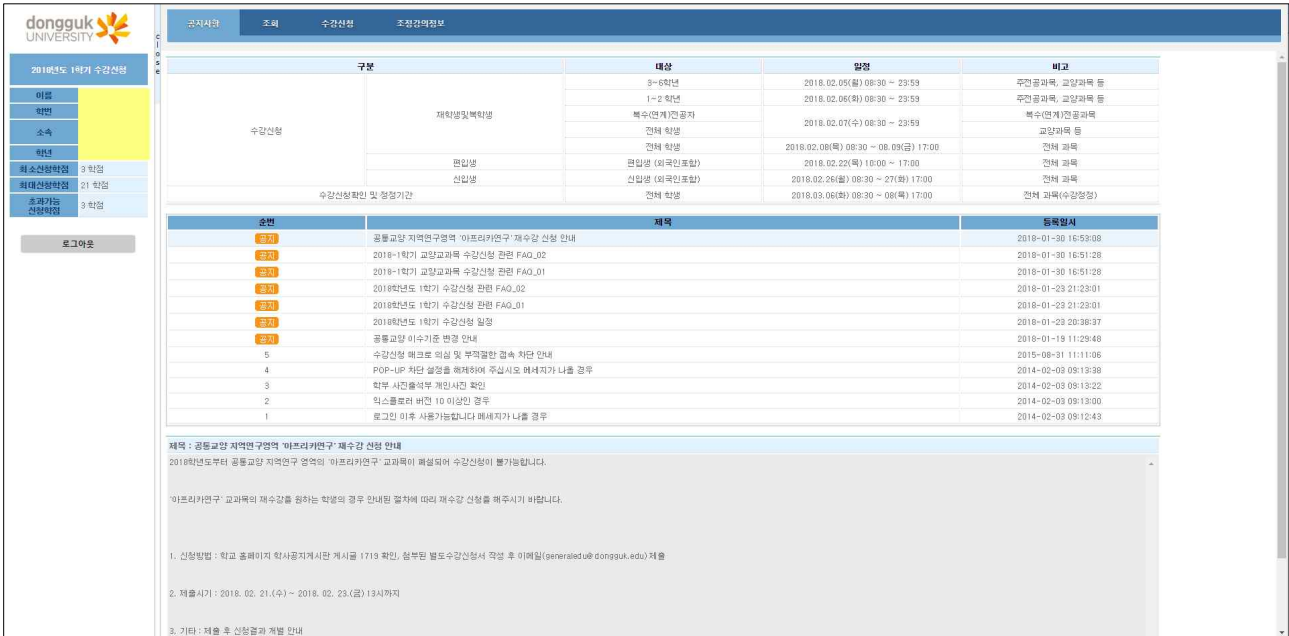 dongguk
UNIVERSITY
공지사항 조회 수강신청 조정강의정보
close
2018년도 1학기 수강신청
이름
학번
소속
학년
최소신청학점 3 학점
최대신청학점 21 학점
초과가능
신청학점 3 학점
로그아웃
구분 대상 일정 비고
수강신청 재학생및복학생 3~6학년 2018.02.05(월) 08:30 ~ 23:59 주전공과목, 교양과목 등
1~2 학년 2018.02.06(화) 08:30 ~ 23:59 주전공과목, 교양과목 등
복수(연계)전공자 2018.02.07(수) 08:30 ~ 23:59 복수(연계)전공과목
전체 학생 교양과목 등
전체 학생 2018.02.08(목) 08:30 ~ 08.09(금) 17:00 전체 과목
편입생 편입생 (외국인포함) 2018.02.22(목) 10:00 ~ 17:00 전체 과목
신입생 신입생 (외국인포함) 2018.02.26(월) 08:30 ~ 27(화) 17:00 전체 과목
수강신청확인 및 정정기간 전체 학생 2018.03.06(화) 08:30 ~ 08(목) 17:00 전체 과목(수강정정)
순번 제목 등록일시
공지 공통교양 지역연구영역 '아프리카연구' 재수강 신청 안내 2018-01-30 16:53:08
공지 2018-1학기 교양교과목 수강신청 관련 FAQ_02 2018-01-30 16:51:28
공지 2018-1학기 교양교과목 수강신청 관련 FAQ_01 2018-01-30 16:51:28
공지 2018학년도 1학기 수강신청 관련 FAQ_02 2018-01-23 21:23:01
공지 2018학년도 1학기 수강신청 관련 FAQ_01 2018-01-23 21:23:01
공지 2018학년도 1학기 수강신청 일정 2018-01-23 20:38:37
공지 공통교양 이수기준 변경 안내 2018-01-19 11:29:48
5 수강신청 매크로 의심 및 부적절한 접속 차단 안내 2015-08-31 11:11:06
4 POP-UP 차단 설정을 해제하여 주십시오 메세지가 나올 경우 2014-02-03 09:13:38
3 학부 사진출석부 개인사진 확인 2014-02-03 09:13:22
2 익스플로러 버전 10 이상인 경우 2014-02-03 09:13:00
1 로그인 이후 사용가능합니다 메세지가 나올 경우 2014-02-03 09:12:43
제목 : 공통교양 지역연구영역 '아프리카연구' 재수강 신청 안내
2018학년도부터 공통교양 지역연구 영역의 '아프리카연구' 교과목이 폐설되어 수강신청이 불가능합니다.
'아프리카연구' 교과목의 재수강을 원하는 학생의 경우 안내된 절차에 따라 재수강 신청을 해주시기 바랍니다.
1. 신청방법 : 학교 홈페이지 학사공지게시판 게시글 1719 확인, 첨부된 별도수강신청서 작성 후 이메일(generaledu@dongguk.edu) 제출
2. 제출시기 : 2018. 02. 21.(수) ~ 2018. 02. 23.(금) 13시까지
3. 기타 : 제출 후 신청결과 개별 안내